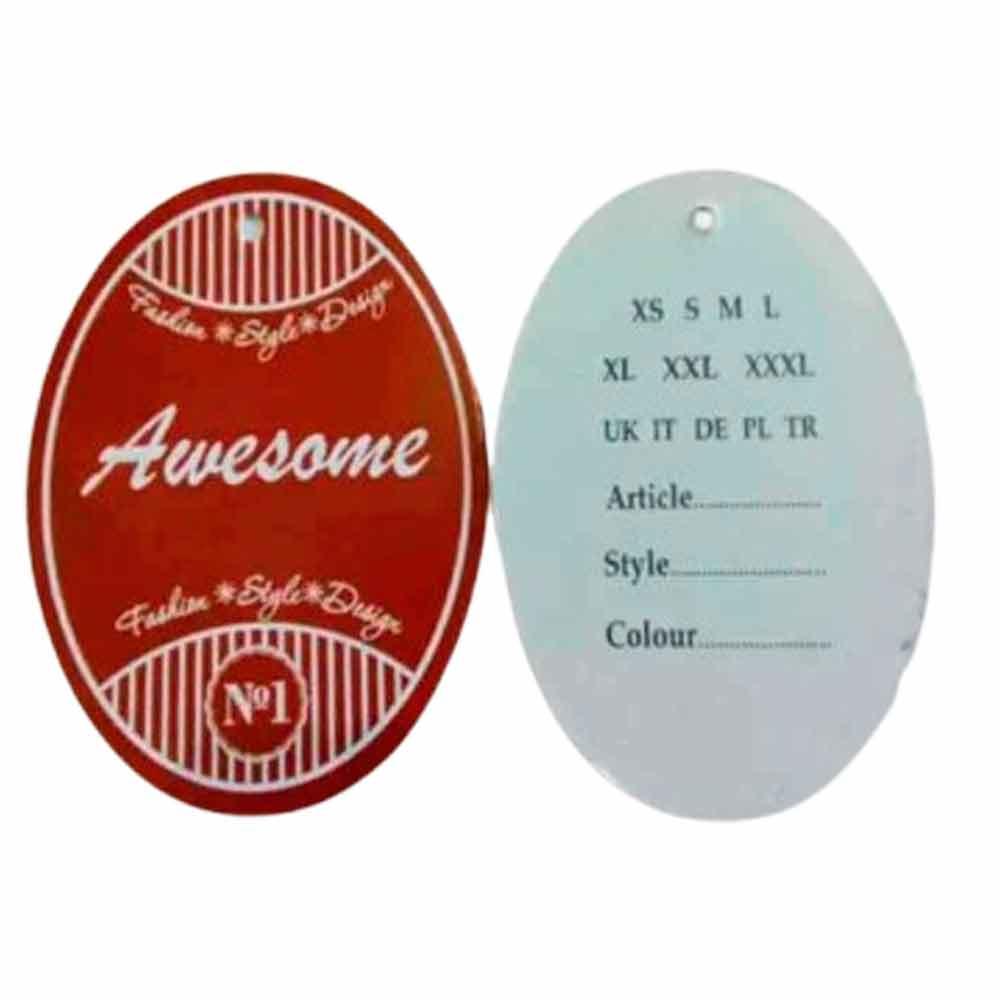 Fashion *Style*Design
Awesome
Fashion *Style*Design
Nº1
XS S M L
XL XXL XXXL
UK IT DE PL TR
Article......................
Style..........................
Colour......................